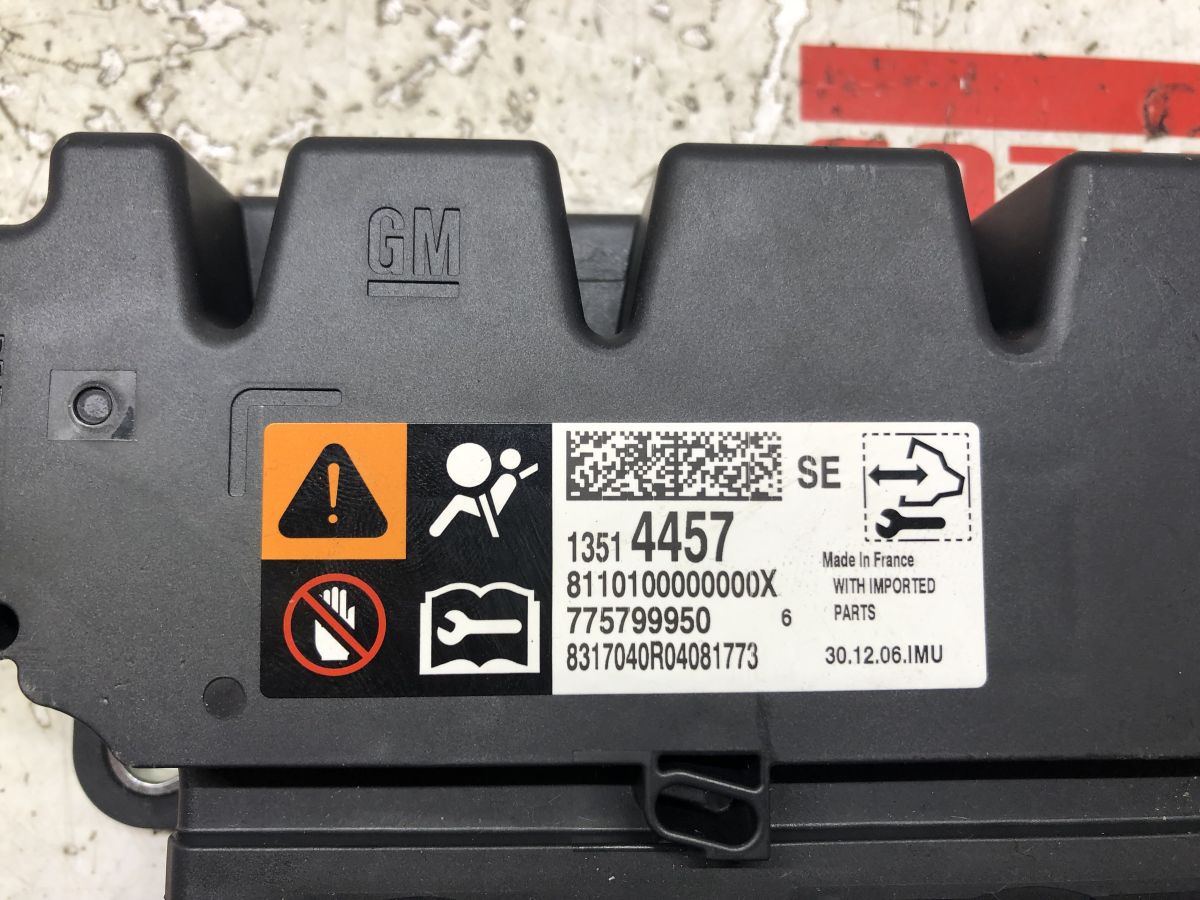 GM
SE
1351 4457
8110100000000X
775799950 6
8317040R04081773
Made In France
WITH IMPORTED
PARTS
30.12.06.IMU